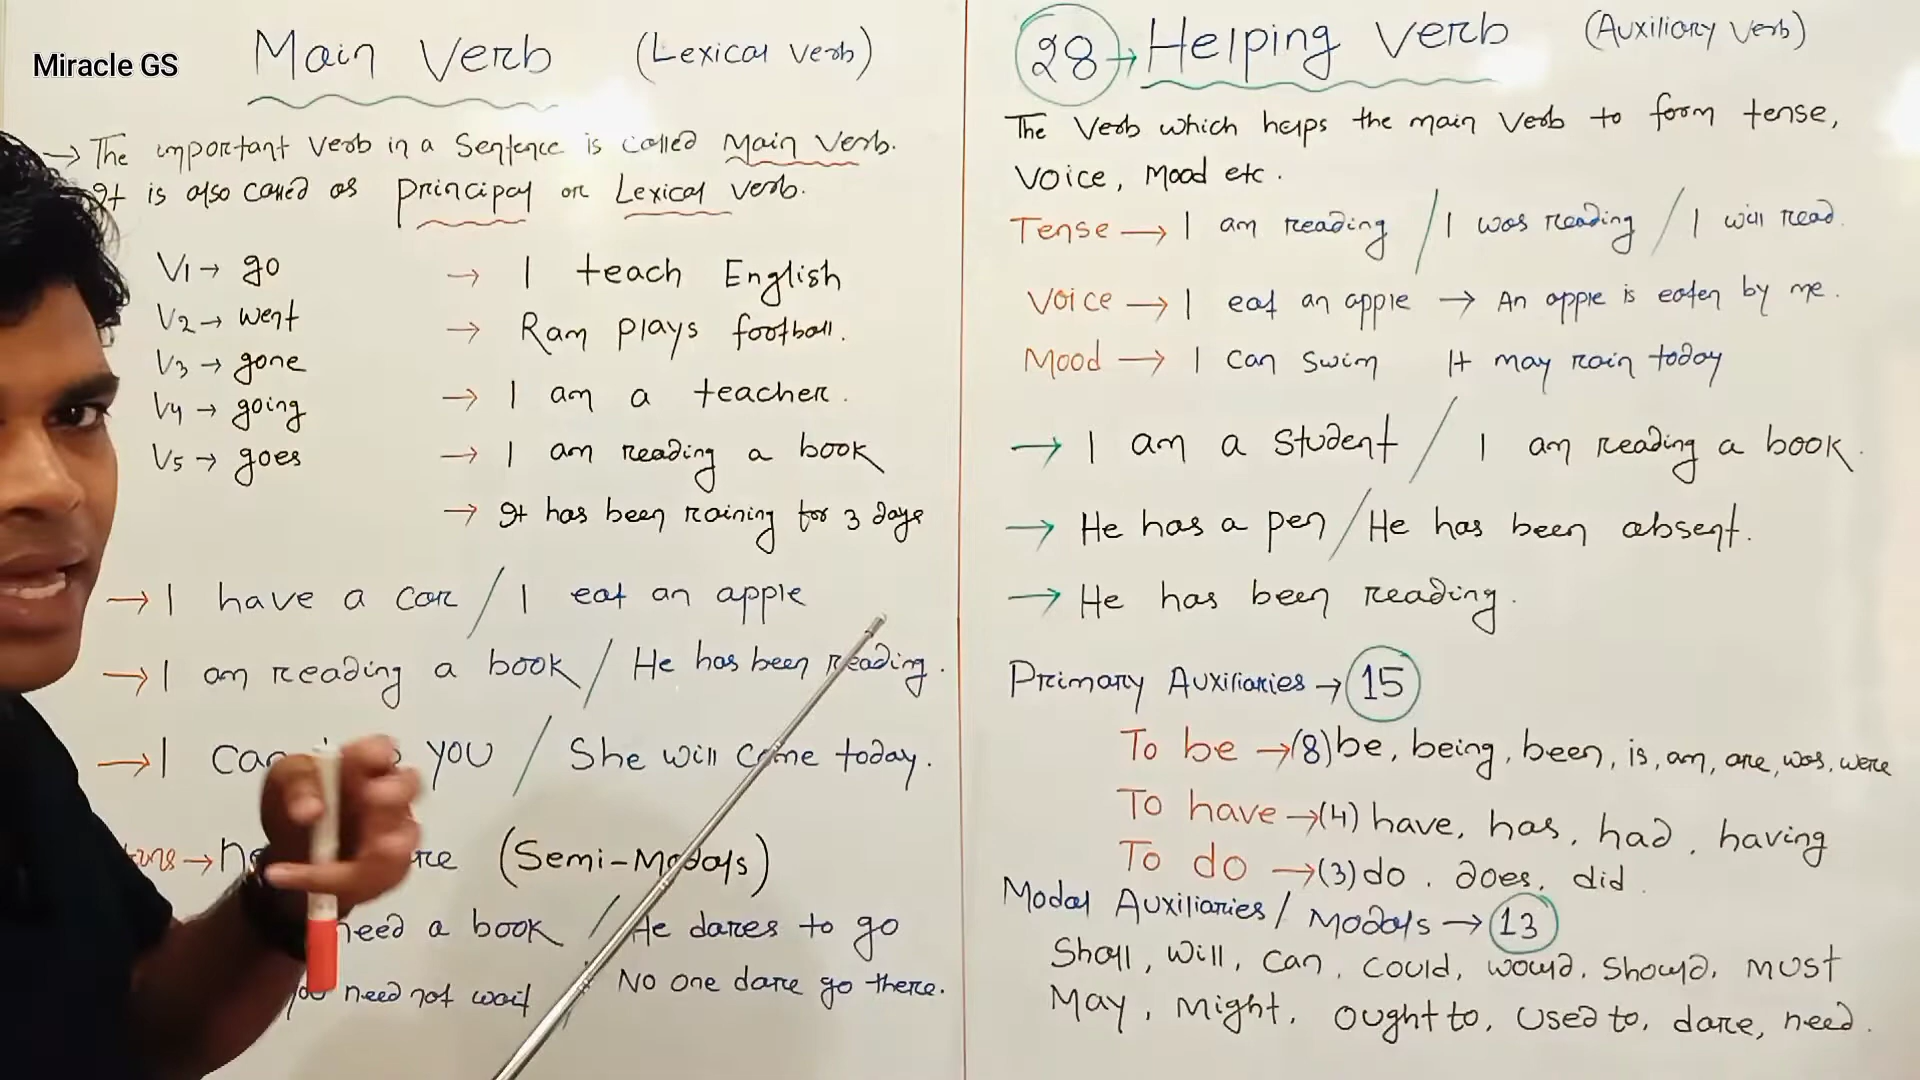 Miracle GS
Main Verb (Lexical verb)
→ The important verb in a sentence is called Main Verb.
It is also called as principal or Lexical verb.
V1 → go
V2 → went
V3 → gone
V4 → going
V5 → goes
→ I teach English
→ Ram plays football.
→ I am a teacher.
→ I am reading a book
→ It has been raining for 3 days
→ I have a car / I eat an apple
→ I am reading a book / He has been reading.
→ I can you / She will come today.
→ (Semi-Modals)
need a book / He dares to go
you need not wait No one dare go there.
28 → Helping verb (Auxiliary verb)
The Verb which helps the main verb to form tense,
Voice, Mood etc.
Tense → I am reading / I was reading / I will read.
Voice → I eat an apple → An apple is eaten by me.
Mood → I can swim It may rain today
→ I am a student / I am reading a book.
→ He has a pen / He has been absent.
→ He has been reading.
Primary Auxiliaries → 15
To be → (8) be, being, been, is, am, are, was, were
To have → (4) have, has, had, having
To do → (3) do, does, did.
Modal Auxiliaries / Modals → 13
Shall, will, can, could, would, should, must
May, Might, ought to, used to, dare, need.